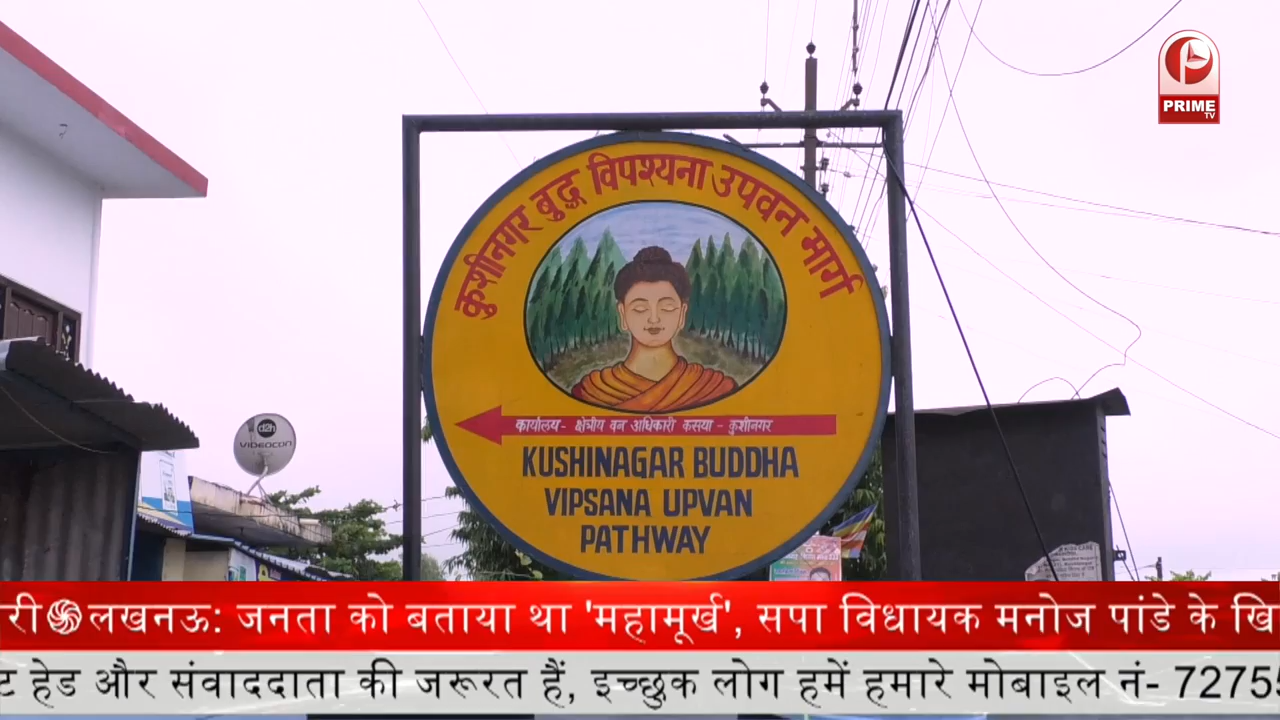 PRIME
TV
कुशीनगर बुद्ध विपश्यना उपवन मार्ग
कार्यालय - क्षेत्रीय वन अधिकारी कसया - कुशीनगर
KUSHINAGAR BUDDHA
VIPSANA UPVAN
PATHWAY
d2h
VIDEOCON
री लखनऊ: जनता को बताया था 'महामूर्ख', सपा विधायक मनोज पांडे के खि
ट हेड और संवाददाता की जरूरत हैं, इच्छुक लोग हमें हमारे मोबाइल नं- 7275